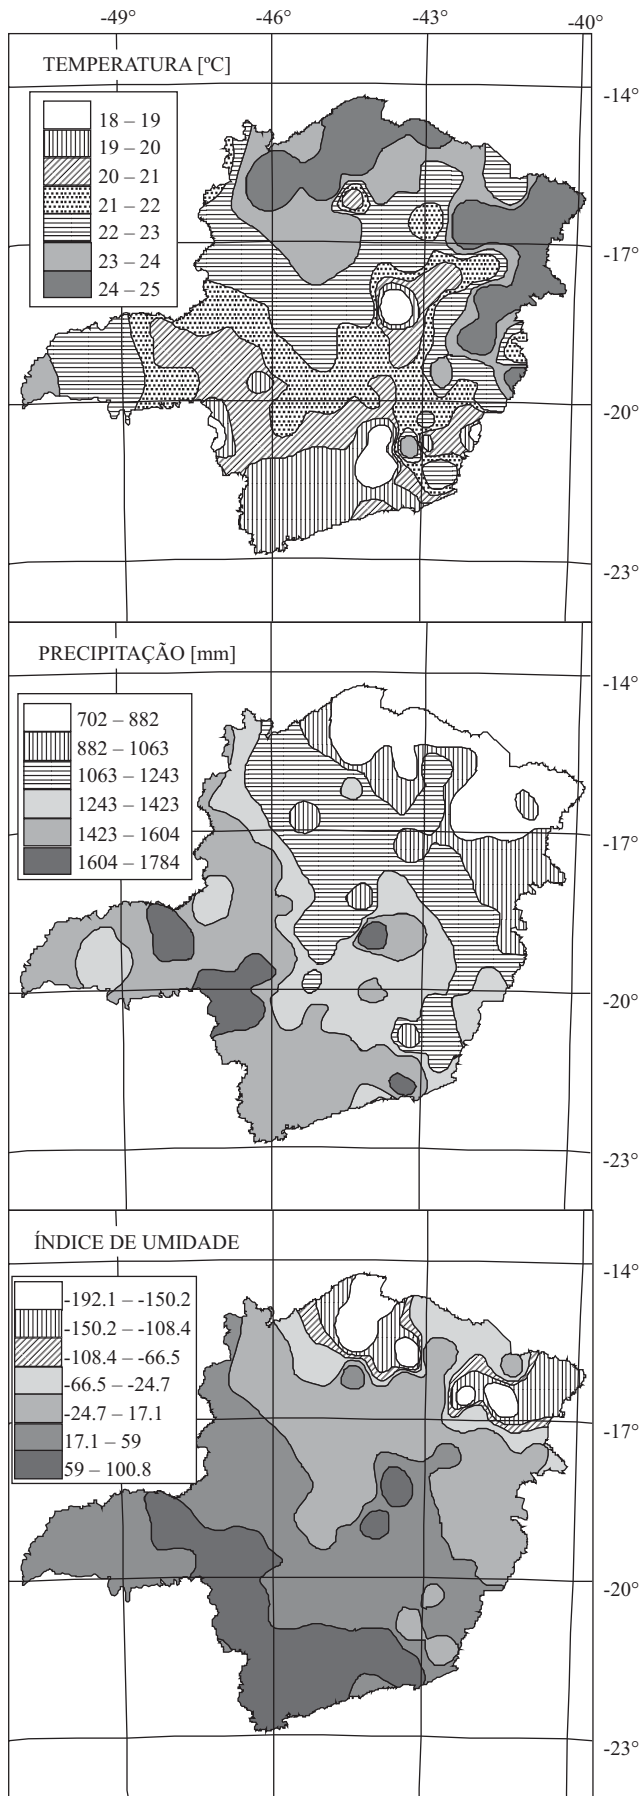 -49° -46° -43° -40°
TEMPERATURA [ºC]
-14°
18 – 19
19 – 20
20 – 21
21 – 22
22 – 23
23 – 24
24 – 25
-17°
-20°
-23°
PRECIPITAÇÃO [mm]
-14°
702 – 882
882 – 1063
1063 – 1243
1243 – 1423
1423 – 1604
1604 – 1784
-17°
-20°
-23°
ÍNDICE DE UMIDADE
-14°
-192.1 – -150.2
-150.2 – -108.4
-108.4 – -66.5
-66.5 – -24.7
-24.7 – 17.1
17.1 – 59
59 – 100.8
-17°
-20°
-23°